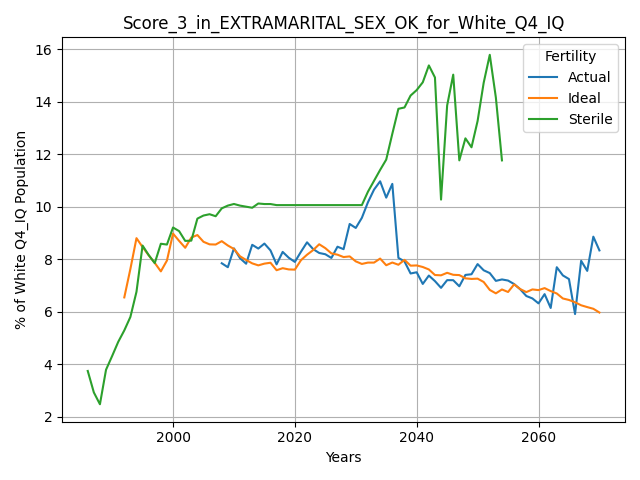 Score_3_in_EXTRAMARITAL_SEX_OK_for_White_Q4_IQ
Fertility
Actual
Ideal
Sterile
% of White Q4_IQ Population
16
14
12
10
8
6
4
2
2000
2020
2040
2060
Years